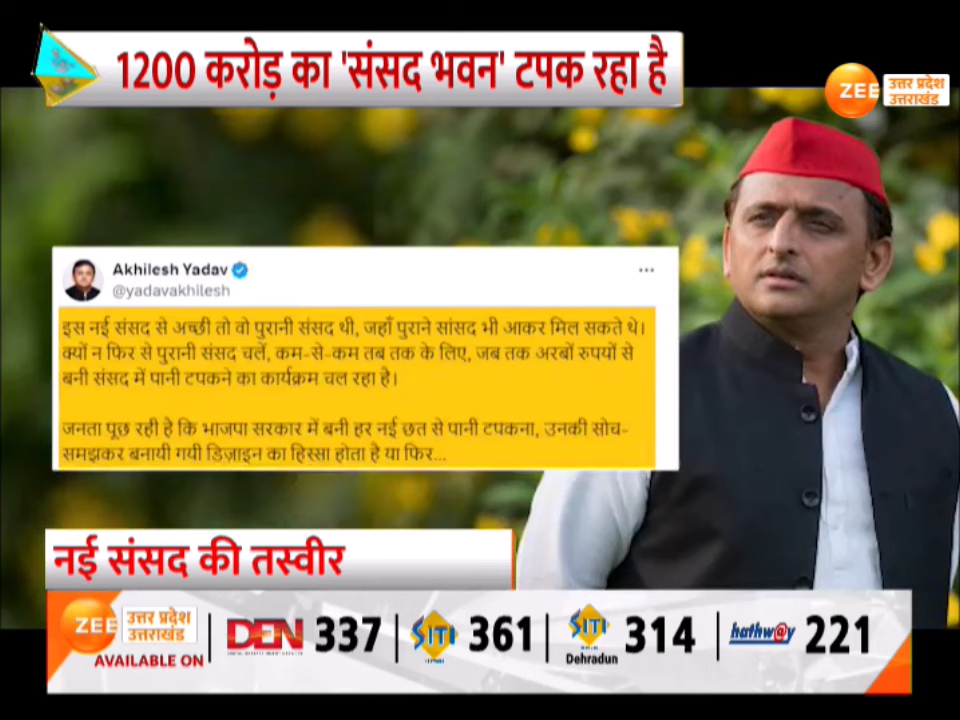 1200 करोड़ का 'संसद भवन' टपक रहा है
ZEE उत्तर प्रदेश उत्तराखंड
Akhilesh Yadav
@yadavakhilesh
इस नई संसद से अच्छी तो वो पुरानी संसद थी, जहाँ पुराने सांसद भी आकर मिल सकते थे।
क्यों न फिर से पुरानी संसद चलें, कम-से-कम तब तक के लिए, जब तक अरबों रुपयों से
बनी संसद में पानी टपकने का कार्यक्रम चल रहा है।
जनता पूछ रही है कि भाजपा सरकार में बनी हर नई छत से पानी टपकना, उनकी सोच-
समझकर बनायी गयी डिज़ाइन का हिस्सा होता है या फिर...
नई संसद की तस्वीर
ZEE उत्तर प्रदेश उत्तराखंड
AVAILABLE ON
DEN 337
SITI 361
SITI Dehradun 314
hathw@y 221